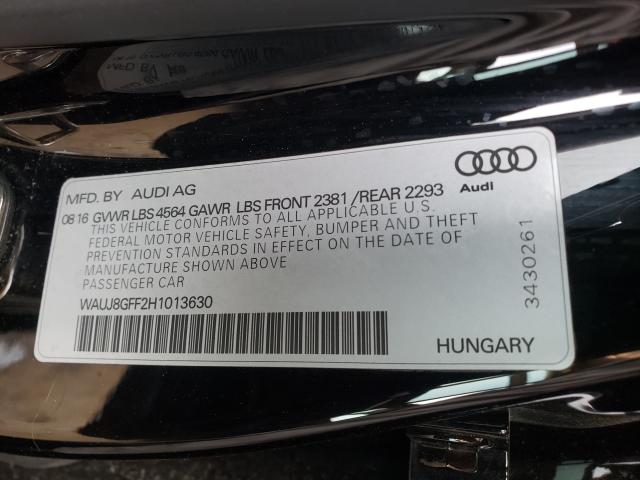 MFD. BY AUDI AG
Audi
08 16 GVWR LBS 4564 GAWR LBS FRONT 2381 /REAR 2293
THIS VEHICLE CONFORMS TO ALL APPLICABLE U.S.
FEDERAL MOTOR VEHICLE SAFETY, BUMPER AND THEFT
PREVENTION STANDARDS IN EFFECT ON THE DATE OF
MANUFACTURE SHOWN ABOVE
PASSENGER CAR
WAUJ8GFF2H1013630
3430261
HUNGARY